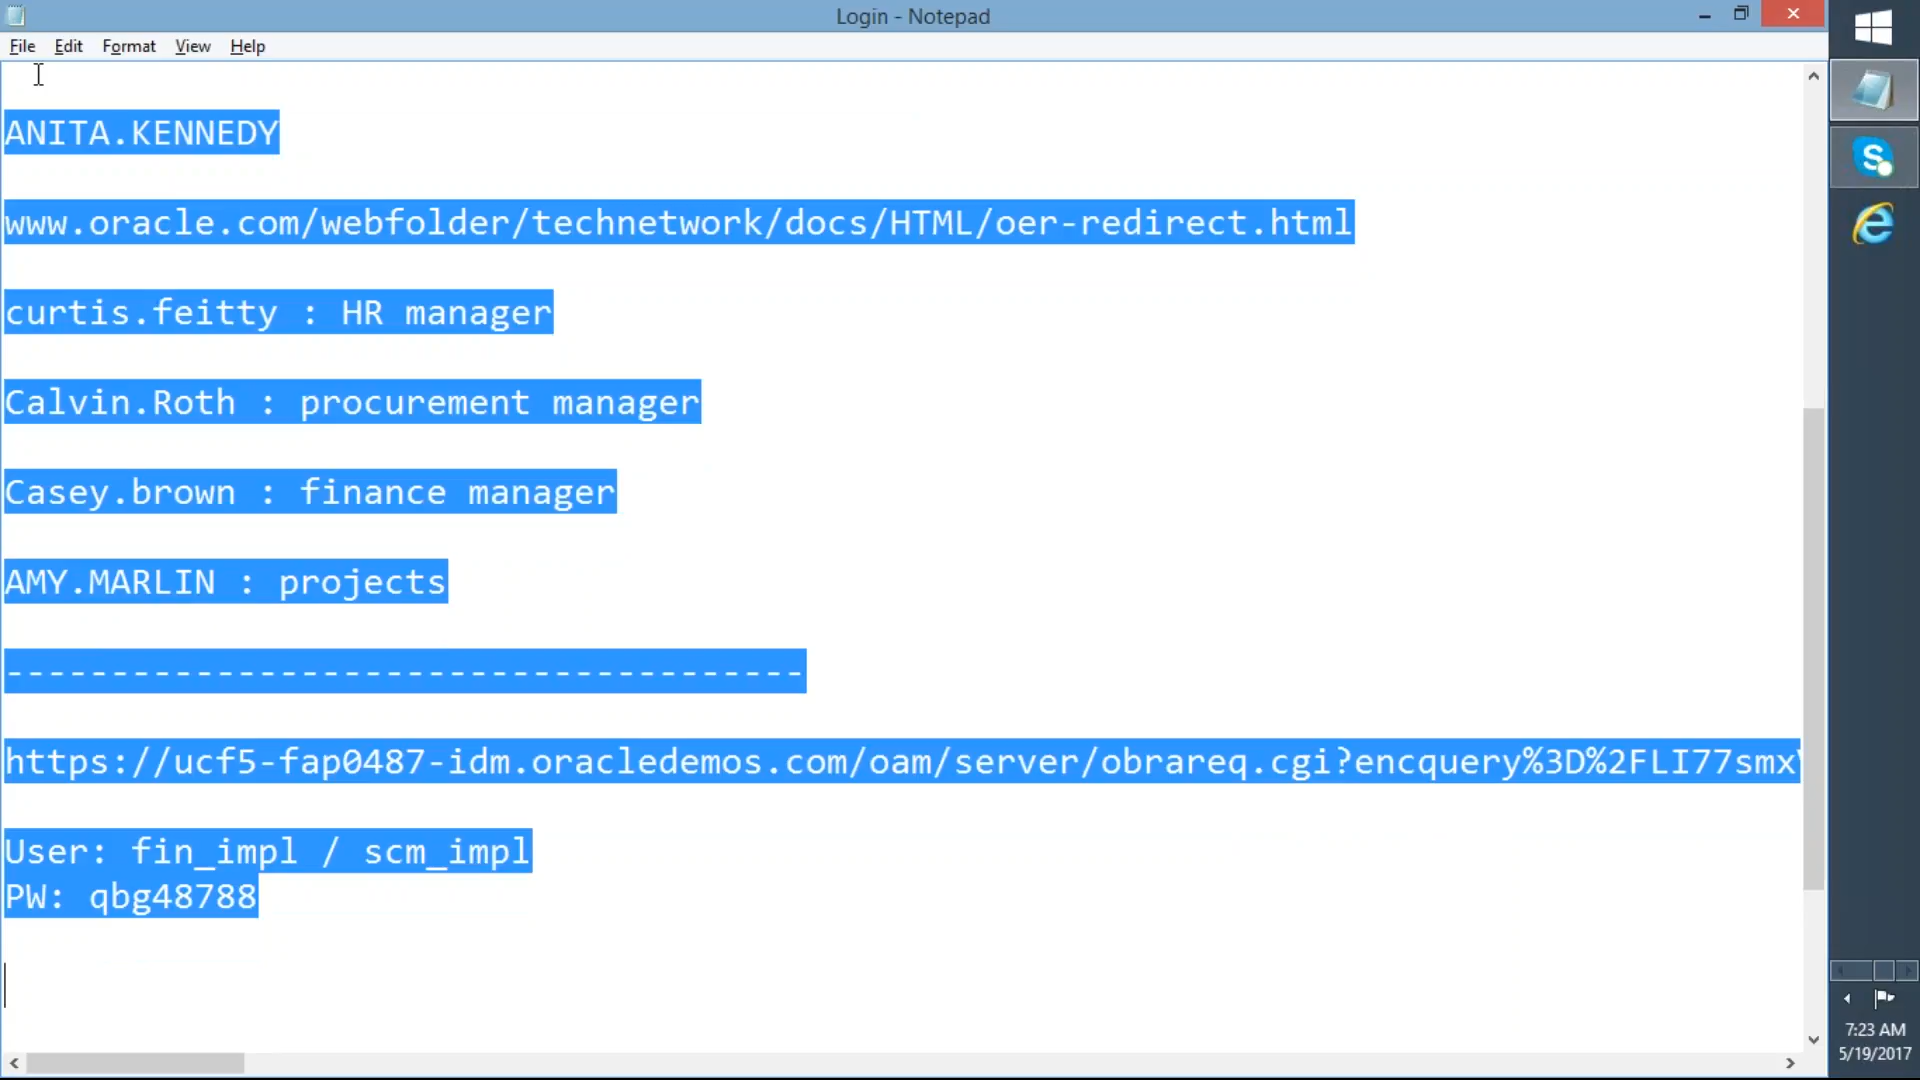 Login - Notepad
File Edit Format View Help
ANITA.KENNEDY
www.oracle.com/webfolder/technetwork/docs/HTML/oer-redirect.html
curtis.feitty : HR manager
Calvin.Roth : procurement manager
Casey.brown : finance manager
AMY.MARLIN : projects
--------------------------------------
https://ucf5-fap0487-idm.oracledemos.com/oam/server/obrareq.cgi?encquery%3D%2FLI77smx
User: fin_impl / scm_impl
PW: qbg48788
7:23 AM
5/19/2017